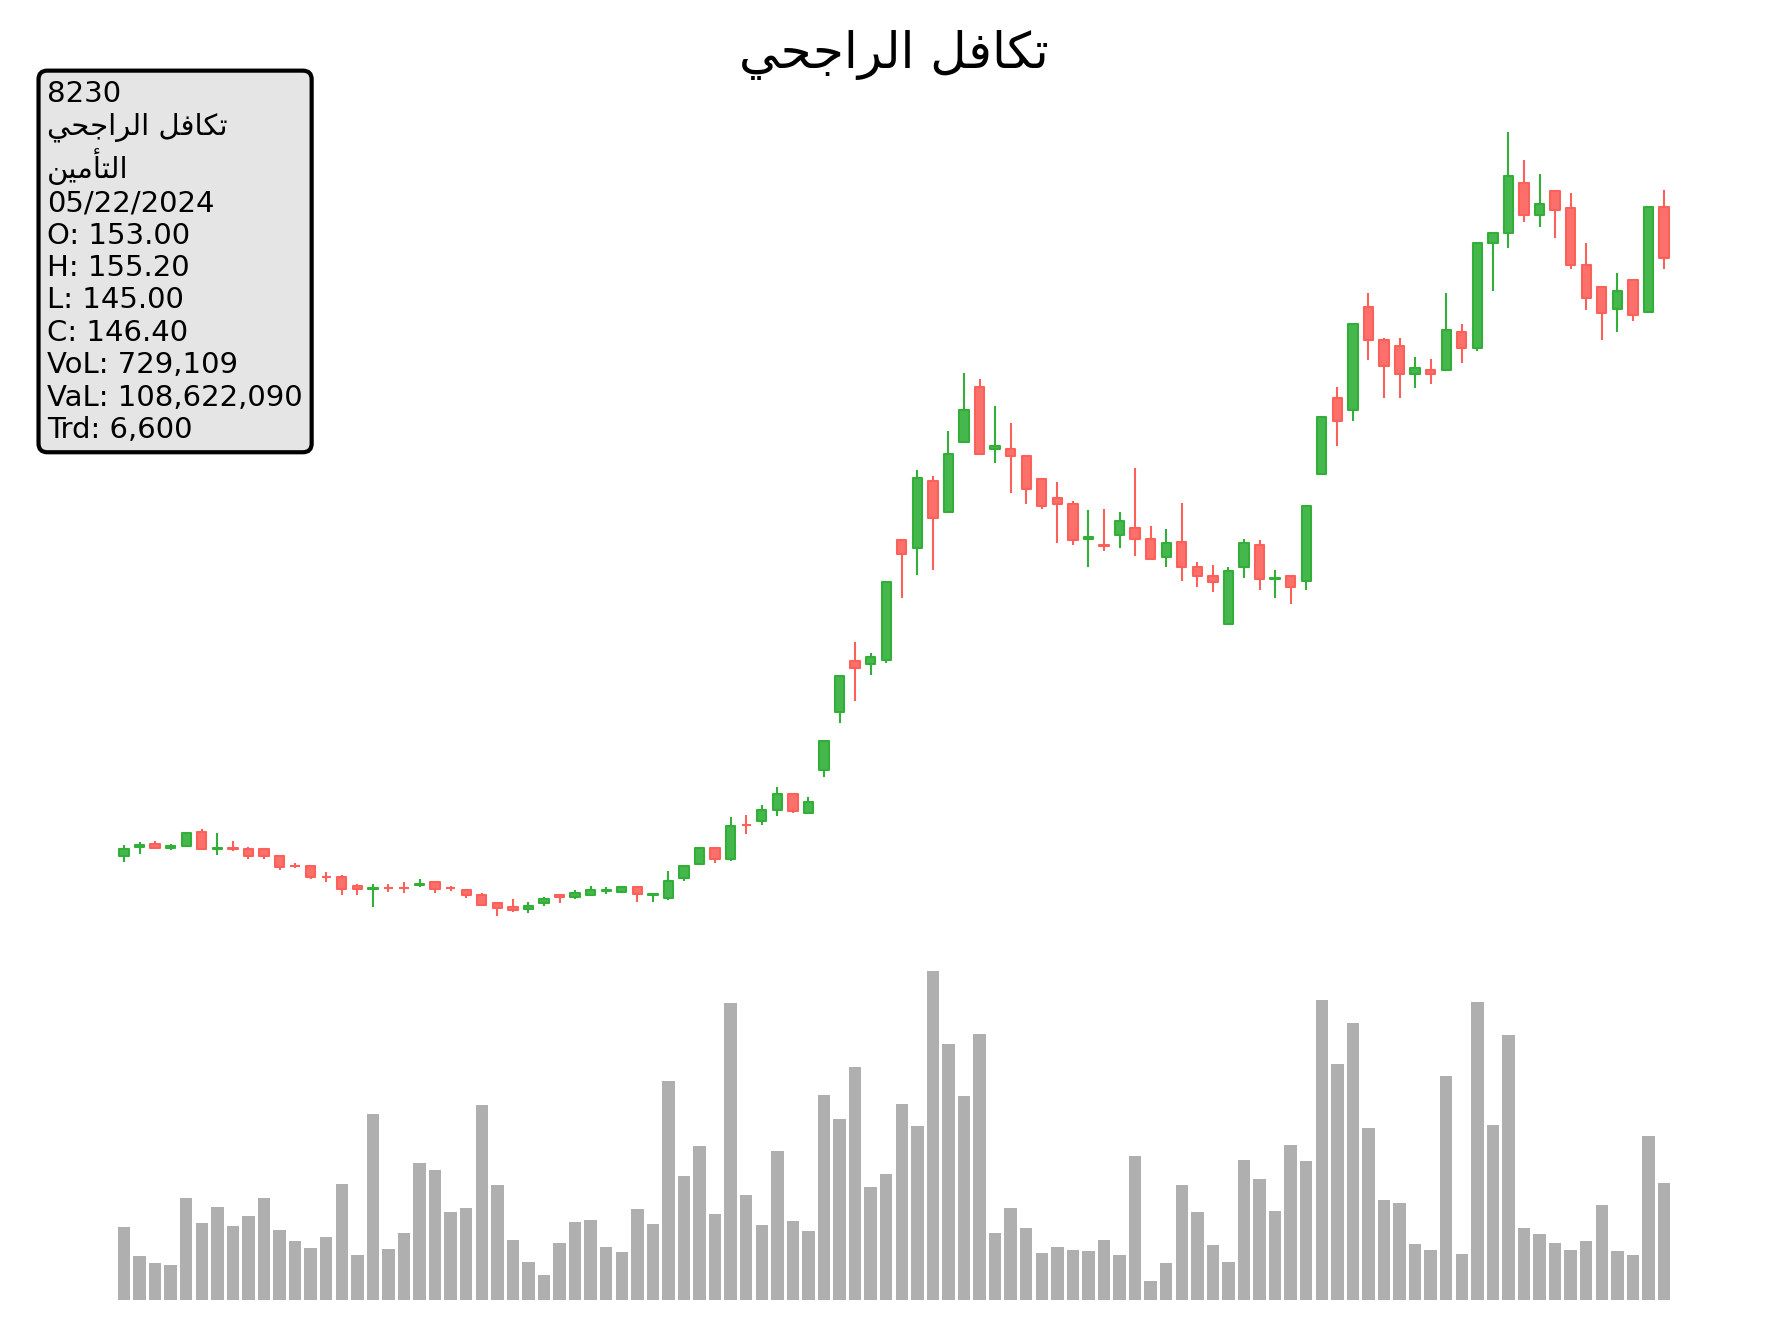 تكافل الراجحي
8230
تكافل الراجحي
التأمين
05/22/2024
O: 153.00
H: 155.20
L: 145.00
C: 146.40
VoL: 729,109
VaL: 108,622,090
Trd: 6,600